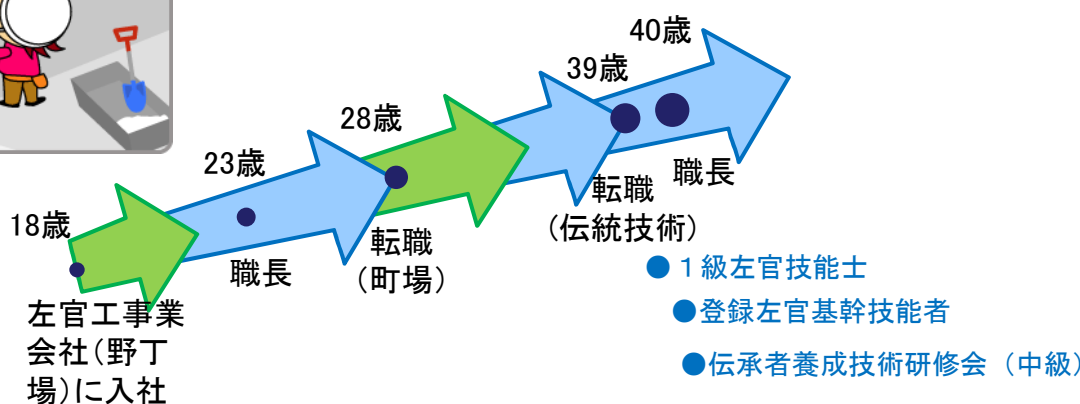 40歳
39歳
28歳
23歳
18歳
職長
転職
（伝統技術）
転職
（町場）
職長
左官工事業
会社（野丁
場）に入社
●１級左官技能士
●登録左官基幹技能者
●伝承者養成技術研修会（中級）